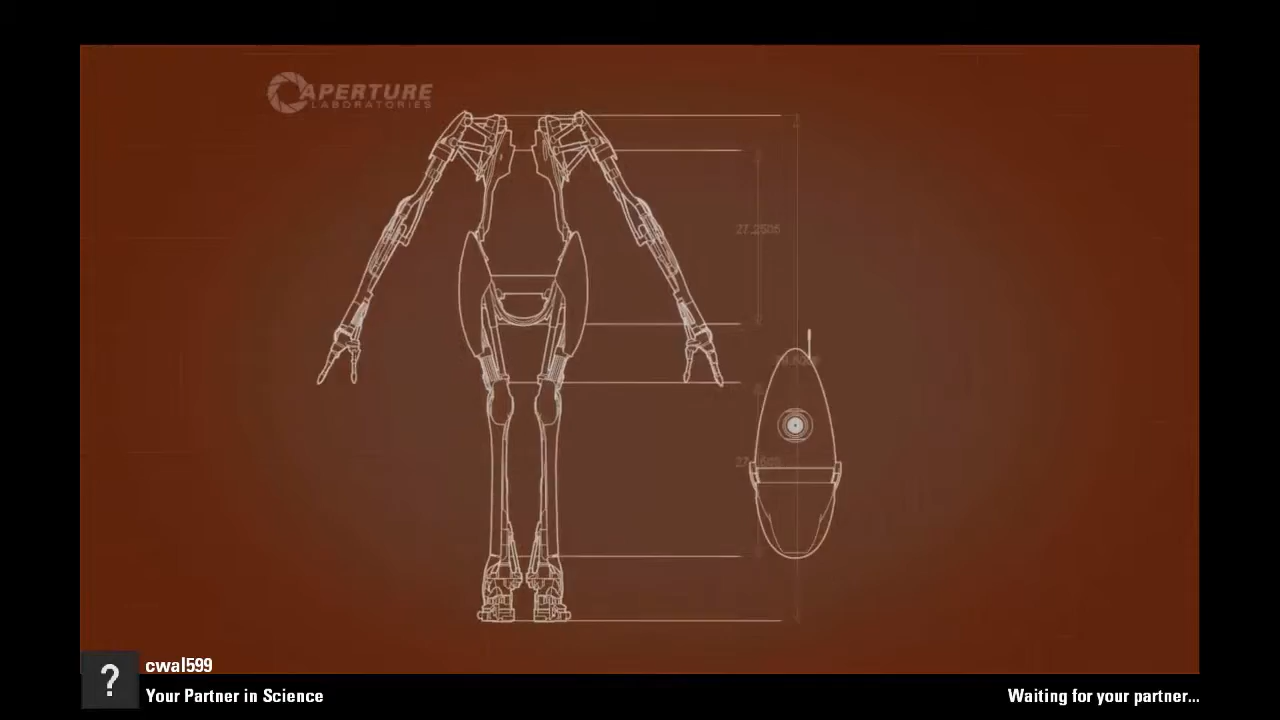 APERTURE
LABORATORIES
?
cwal599
Your Partner in Science
Waiting for your partner...